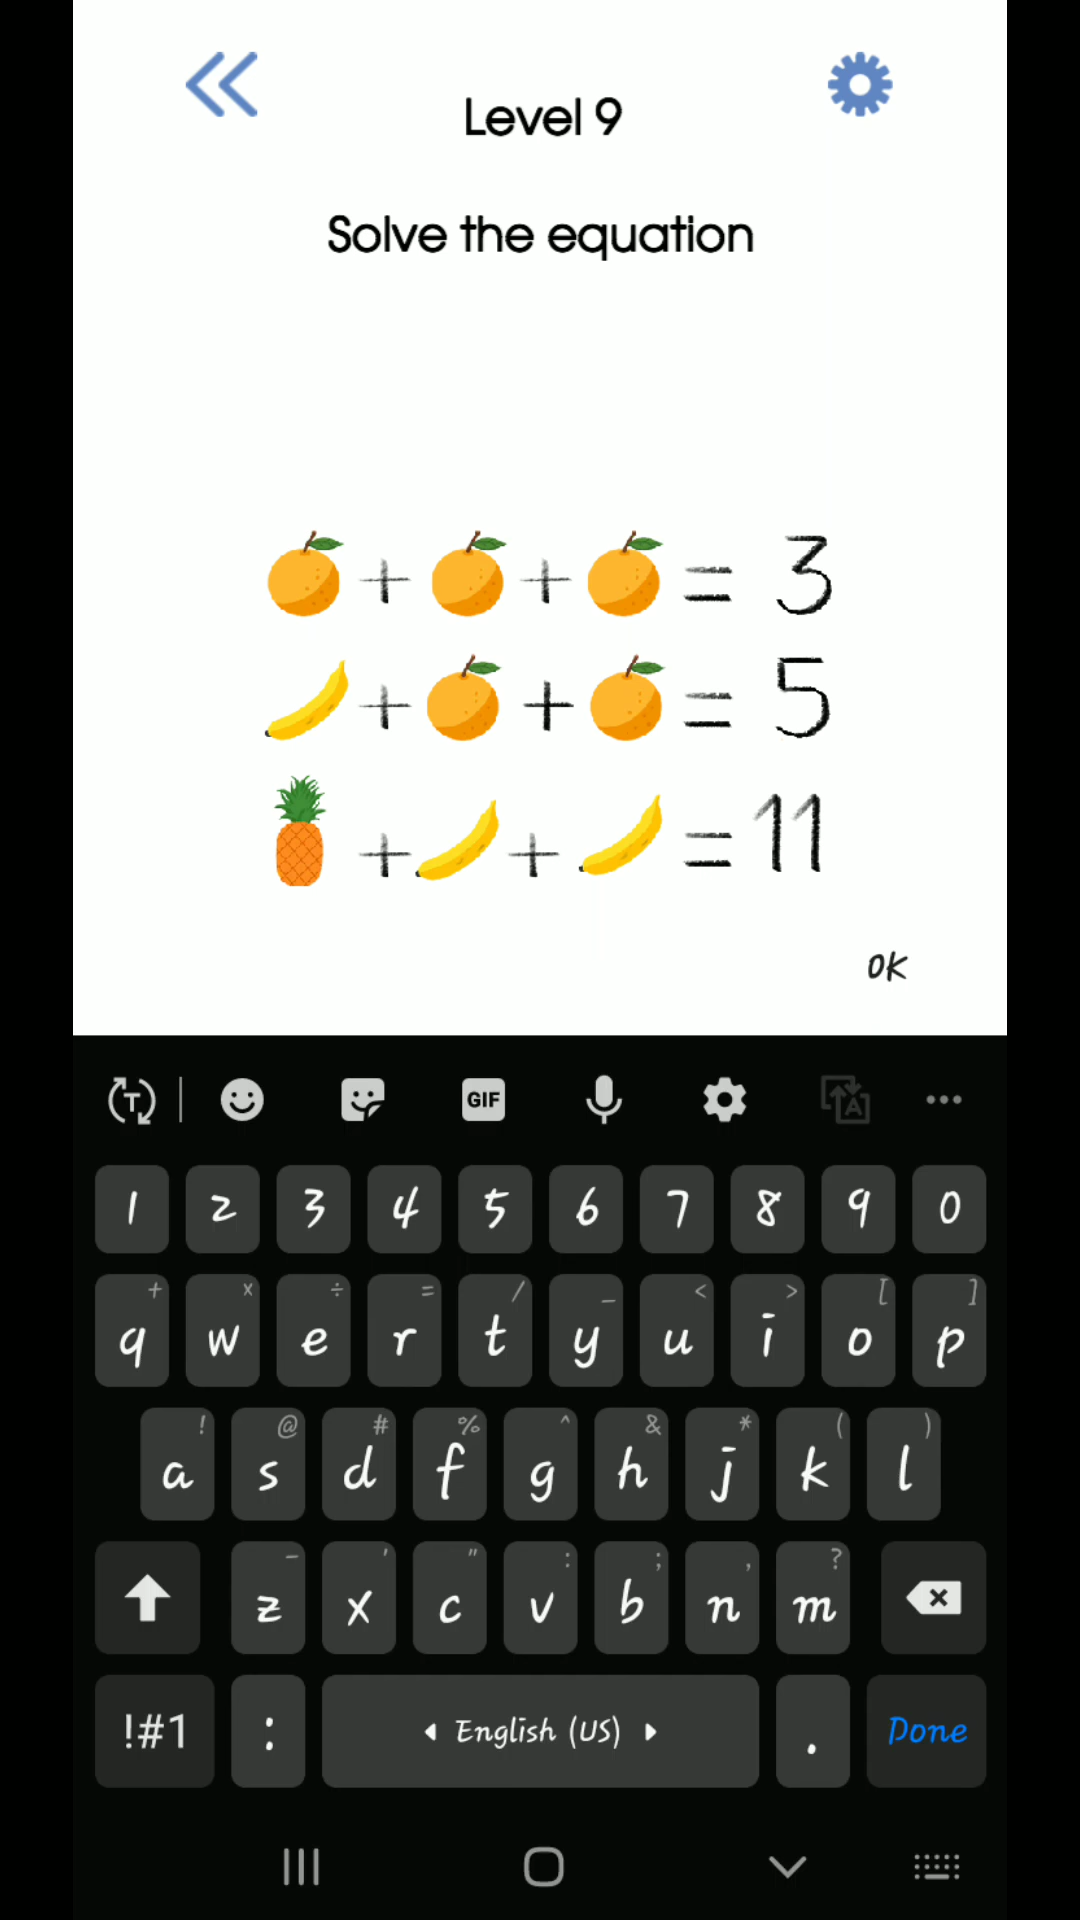 Level 9
Solve the equation
+ + = 3
+ + = 5
+ + = 11
OK
T GIF A
1 2 3 4 5 6 7 8 9 0
+ × ÷ = / _ < > [ ]
q w e r t y u i o p
! @ # % ^ & * ( )
a s d f g h j k l
- ' " : ; , ?
z x c v b n m
!#1 : English (US) . Done